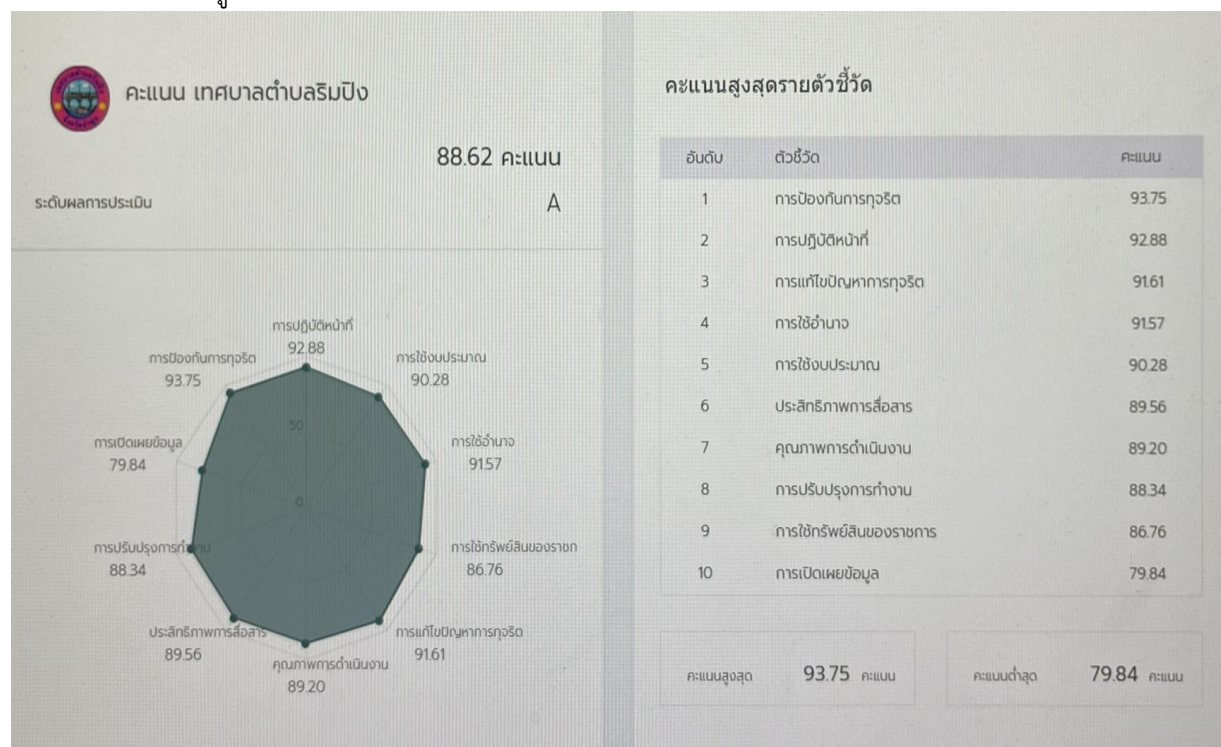 คะแนน เทศบาลตำบลริมปิง
88.62 คะแนน
ระดับผลการประเมิน A
การปฏิบัติหน้าที่
92.88
การป้องกันการทุจริต
93.75
การใช้งบประมาณ
90.28
50
การเปิดเผยข้อมูล
79.84
การใช้อำนาจ
91.57
0
การปรับปรุงการทำงาน
88.34
การใช้ทรัพย์สินของราชก
86.76
ประสิทธิภาพการสื่อสาร
89.56
การแก้ไขปัญหาการทุจริต
91.61
คุณภาพการดำเนินงาน
89.20
คะแนนสูงสุดรายตัวชี้วัด
อันดับ ตัวชี้วัด คะแนน
1 การป้องกันการทุจริต 93.75
2 การปฏิบัติหน้าที่ 92.88
3 การแก้ไขปัญหาการทุจริต 91.61
4 การใช้อำนาจ 91.57
5 การใช้งบประมาณ 90.28
6 ประสิทธิภาพการสื่อสาร 89.56
7 คุณภาพการดำเนินงาน 89.20
8 การปรับปรุงการทำงาน 88.34
9 การใช้ทรัพย์สินของราชการ 86.76
10 การเปิดเผยข้อมูล 79.84
คะแนนสูงสุด 93.75 คะแนน
คะแนนต่ำสุด 79.84 คะแนน